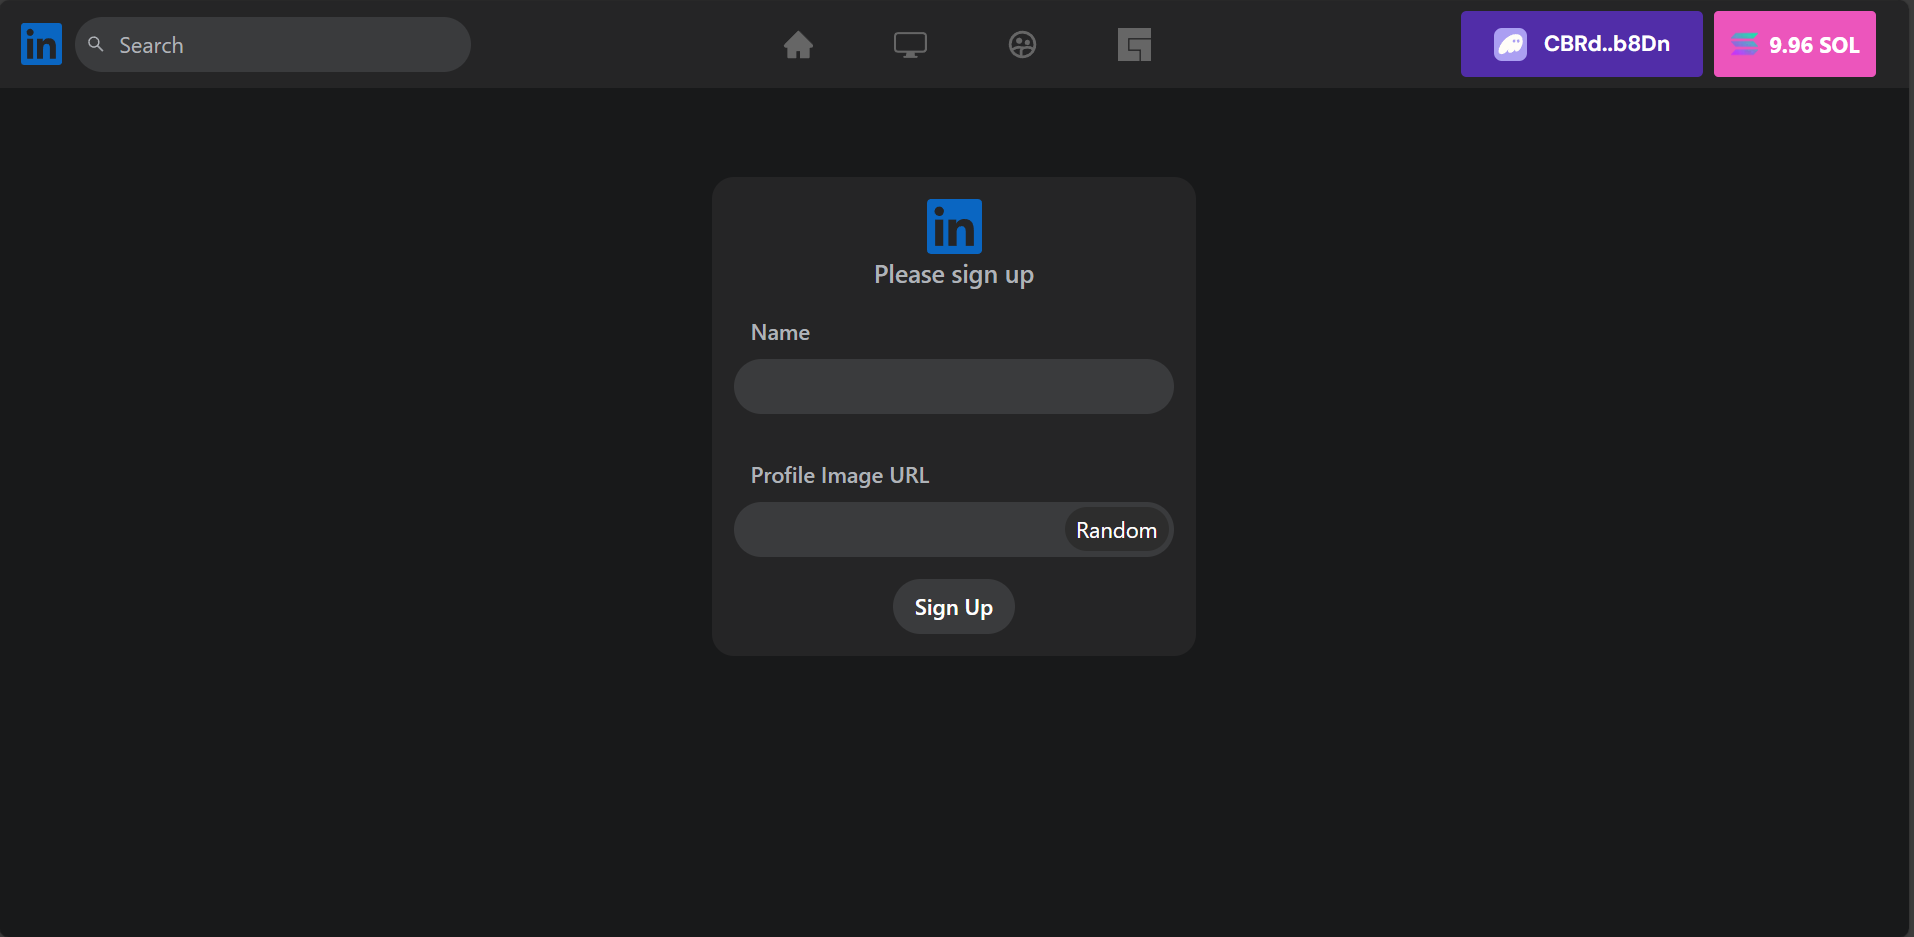 in
Search
CBRd..b8Dn
9.96 SOL
in
Please sign up
Name
Profile Image URL
Random
Sign Up